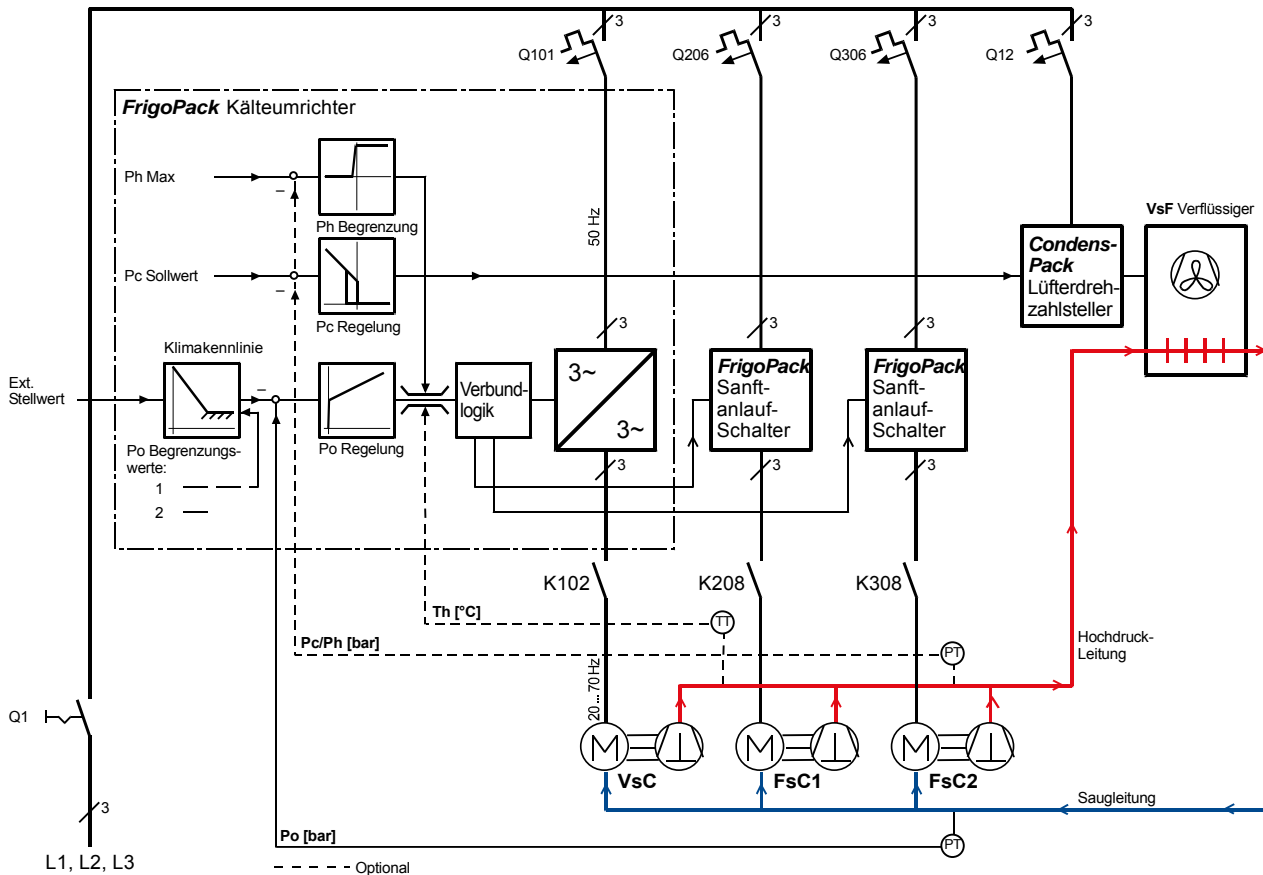 3
3
3
3
Q101
Q206
Q306
Q12
FrigoPack Kälteumrichter
Ph Max
–
Ph Begrenzung
50 Hz
VsF Verflüssiger
Condens-
Pack
Lüfterdreh-
zahlsteller
Pc Sollwert
–
Pc Regelung
3
3
3
Klimakennlinie
Ext.
Stellwert
–
Po Regelung
Verbund-
logik
3~
3~
FrigoPack
Sanft-
anlauf-
Schalter
FrigoPack
Sanft-
anlauf-
Schalter
Po Begrenzungs-
werte:
1
2
3
3
3
K102
K208
K308
Th [°C]
TT
Pc/Ph [bar]
PT
Hochdruck-
Leitung
20 ... 70 Hz
Q1
M
M
M
VsC
FsC1
FsC2
Saugleitung
3
Po [bar]
PT
L1, L2, L3
Optional